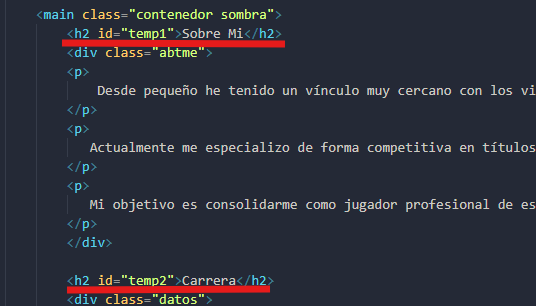 <main class="contenedor sombra">
<h2 id="temp1">Sobre Mi</h2>
<div class="abtme">
<p>
Desde pequeño he tenido un vínculo muy cercano con los vi
</p>
<p>
Actualmente me especializo de forma competitiva en títulos
</p>
<p>
Mi objetivo es consolidarme como jugador profesional de es
</p>
</div>
<h2 id="temp2">Carrera</h2>
<div class="datos">